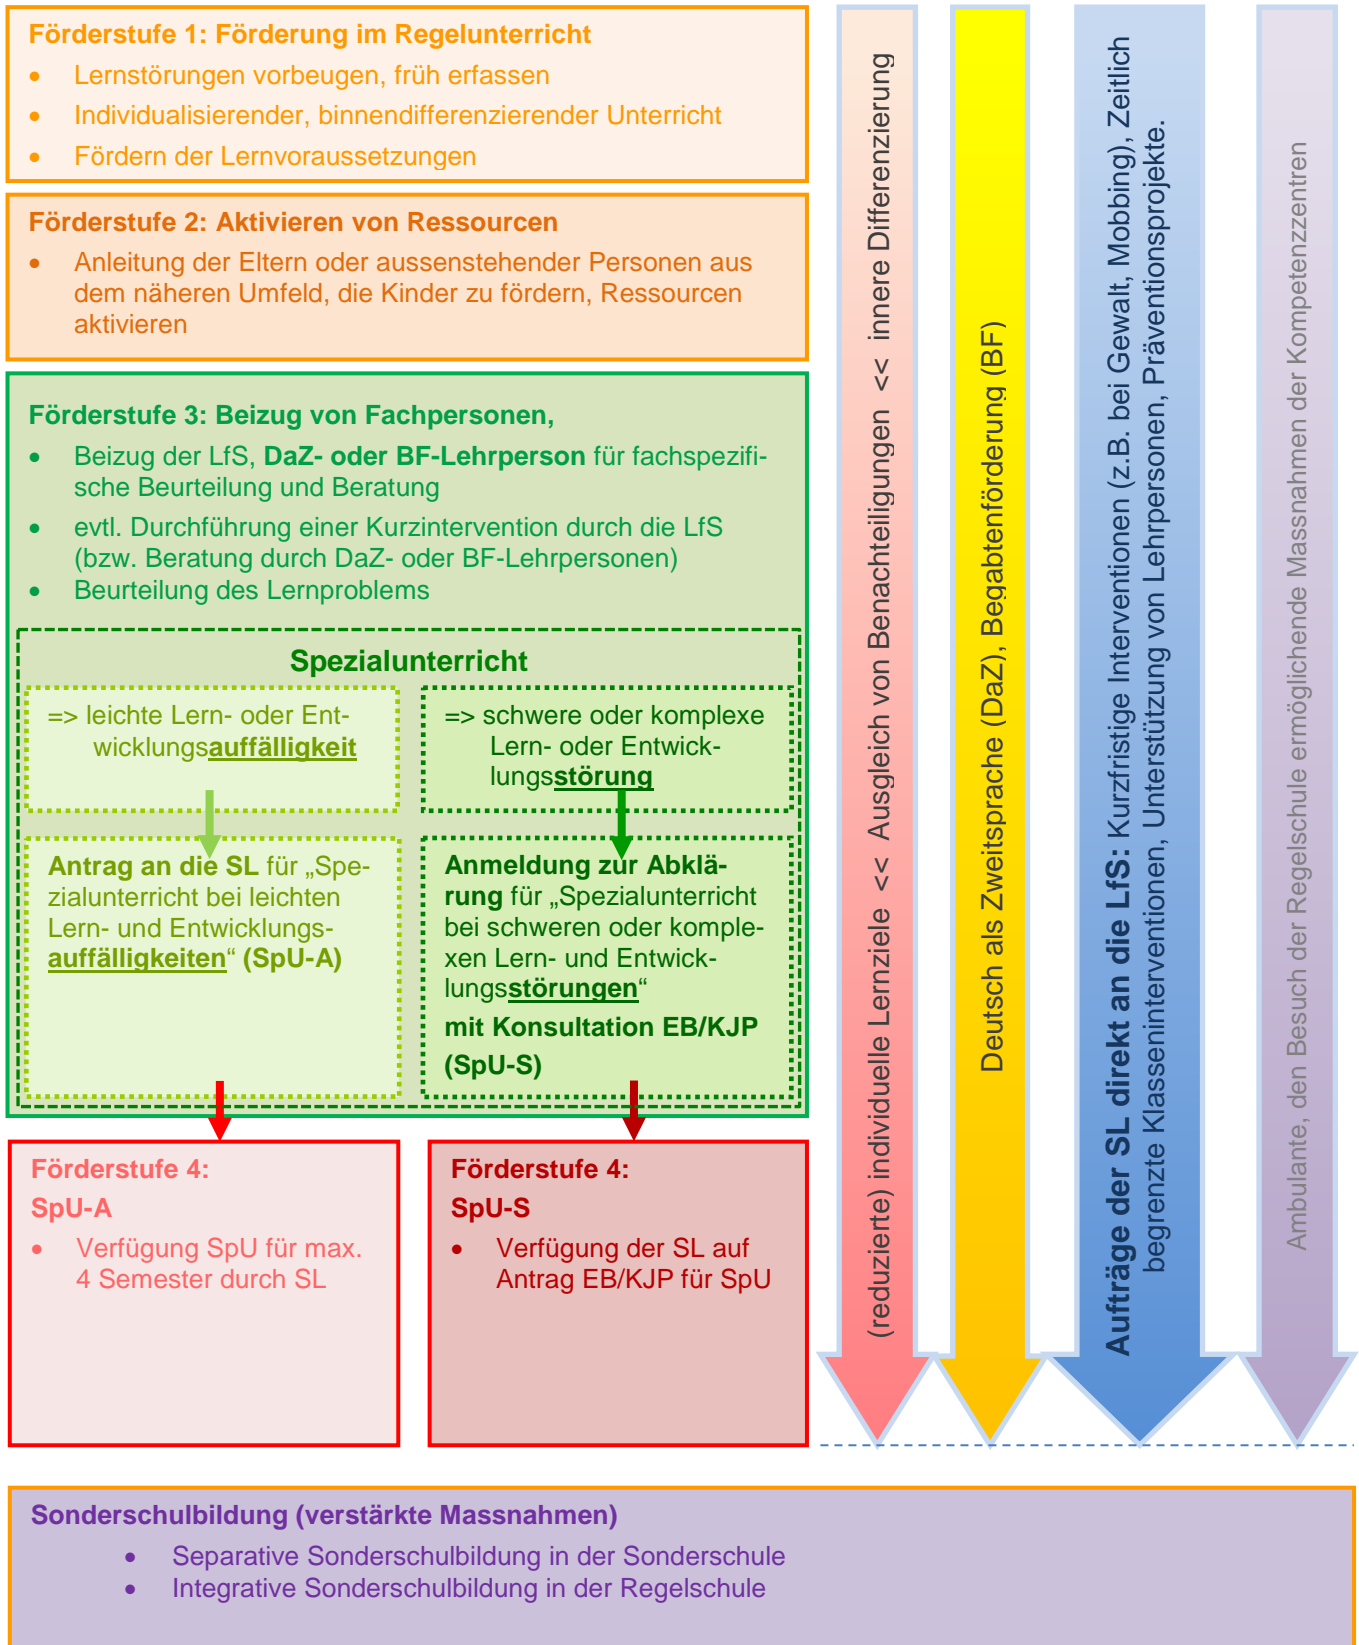 Förderstufe 1: Förderung im Regelunterricht
• Lernstörungen vorbeugen, früh erfassen
• Individualisierender, binnendifferenzierender Unterricht
• Fördern der Lernvoraussetzungen
Förderstufe 2: Aktivieren von Ressourcen
• Anleitung der Eltern oder aussenstehender Personen aus
dem näheren Umfeld, die Kinder zu fördern, Ressourcen
aktivieren
Förderstufe 3: Beizug von Fachpersonen,
• Beizug der LfS, DaZ- oder BF-Lehrperson für fachspezifi-
sche Beurteilung und Beratung
• evtl. Durchführung einer Kurzintervention durch die LfS
(bzw. Beratung durch DaZ- oder BF-Lehrpersonen)
• Beurteilung des Lernproblems
Spezialunterricht
=> leichte Lern- oder Ent-
wicklungsauffälligkeit
=> schwere oder komplexe
Lern- oder Entwick-
lungsstörung
Antrag an die SL für „Spe-
zialunterricht bei leichten
Lern- und Entwicklungs-
auffälligkeiten“ (SpU-A)
Anmeldung zur Abklä-
rung für „Spezialunterricht
bei schweren oder komple-
xen Lern- und Entwick-
lungsstörungen“
mit Konsultation EB/KJP
(SpU-S)
Förderstufe 4:
SpU-A
• Verfügung SpU für max.
4 Semester durch SL
Förderstufe 4:
SpU-S
• Verfügung der SL auf
Antrag EB/KJP für SpU
(reduzierte) individuelle Lernziele << Ausgleich von Benachteiligungen << innere Differenzierung
Deutsch als Zweitsprache (DaZ), Begabtenförderung (BF)
Aufträge der SL direkt an die LfS: Kurzfristige Interventionen (z.B. bei Gewalt, Mobbing), Zeitlich
begrenzte Klasseninterventionen, Unterstützung von Lehrpersonen, Präventionsprojekte.
Ambulante, den Besuch der Regelschule ermöglichende Massnahmen der Kompetenzzentren
Sonderschulbildung (verstärkte Massnahmen)
• Separative Sonderschulbildung in der Sonderschule
• Integrative Sonderschulbildung in der Regelschule